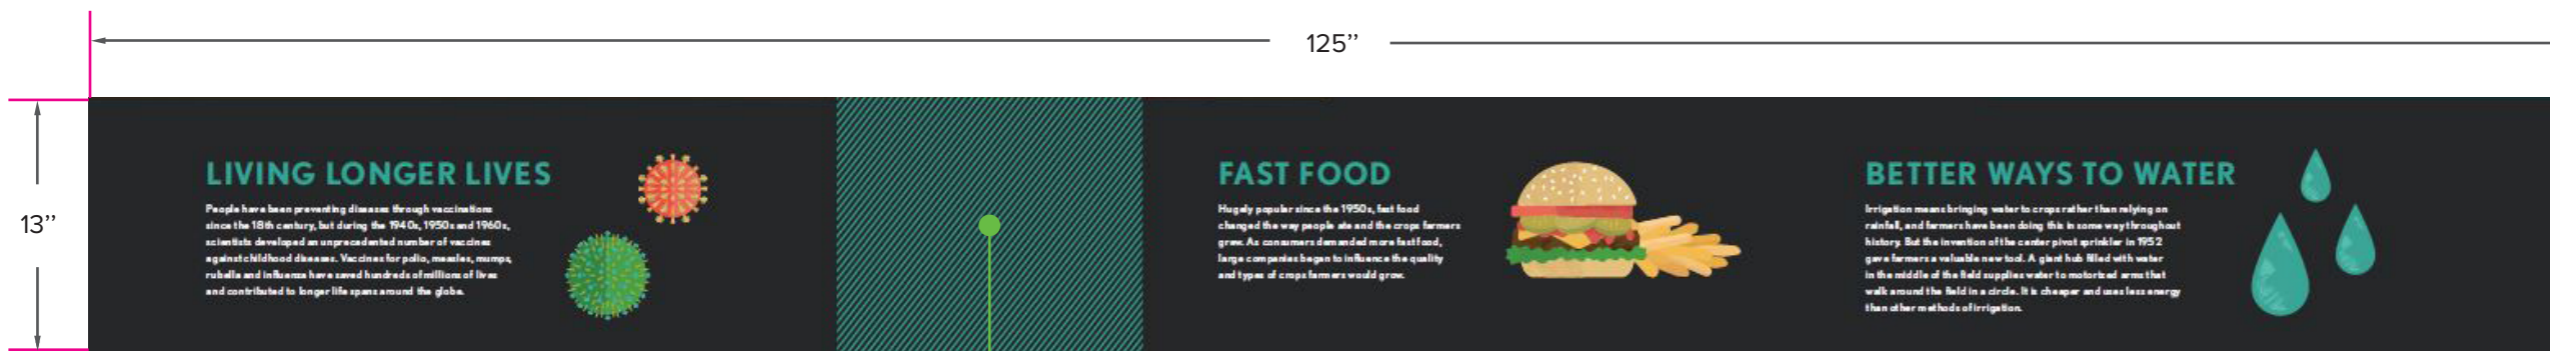 125’’
13’’
LIVING LONGER LIVES
People have been preventing diseases through vaccinations
since the 18th century, but during the 1940s, 1950s and 1960s,
scientists developed an unprecedented number of vaccines
against childhood diseases. Vaccines for polio, measles, mumps,
rubella and influenza have saved hundreds of millions of lives
and contributed to longer life spans around the globe.
FAST FOOD
Hugely popular since the 1950s, fast food
changed the way people ate and the crops farmers
grew. As consumers demanded more fast food,
large companies began to influence the quality
and types of crops farmers would grow.
BETTER WAYS TO WATER
Irrigation means bringing water to crops rather than relying on
rainfall, and farmers have been doing this in some way throughout
history. But the invention of the center pivot sprinkler in 1952
gave farmers a valuable new tool. A giant hub filled with water
in the middle of the field supplies water to motorized arms that
walk around the field in a circle. It is cheaper and uses less energy
than other methods of irrigation.